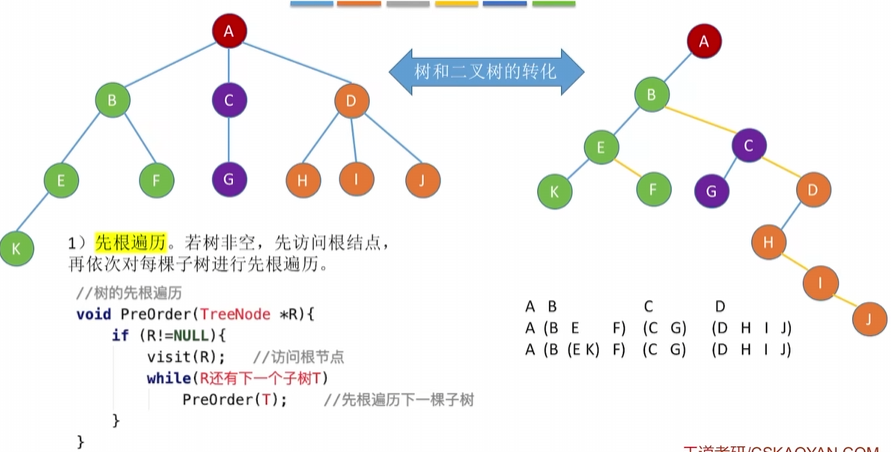 A
B
C
D
E
F
G
H
I
J
K
树和二叉树的转化
A
B
E
C
K
F
G
D
H
I
J
1）先根遍历。若树非空，先访问根结点，
再依次对每棵子树进行先根遍历。
//树的先根遍历
void PreOrder(TreeNode *R){
if (R!=NULL){
visit(R);    //访问根节点
while(R还有下一个子树T)
PreOrder(T);    //先根遍历下一棵子树
}
}
A B C D
A (B E F) (C G) (D H I J)
A (B (E K) F) (C G) (D H I J)
王道考研/CSKAOYAN.COM